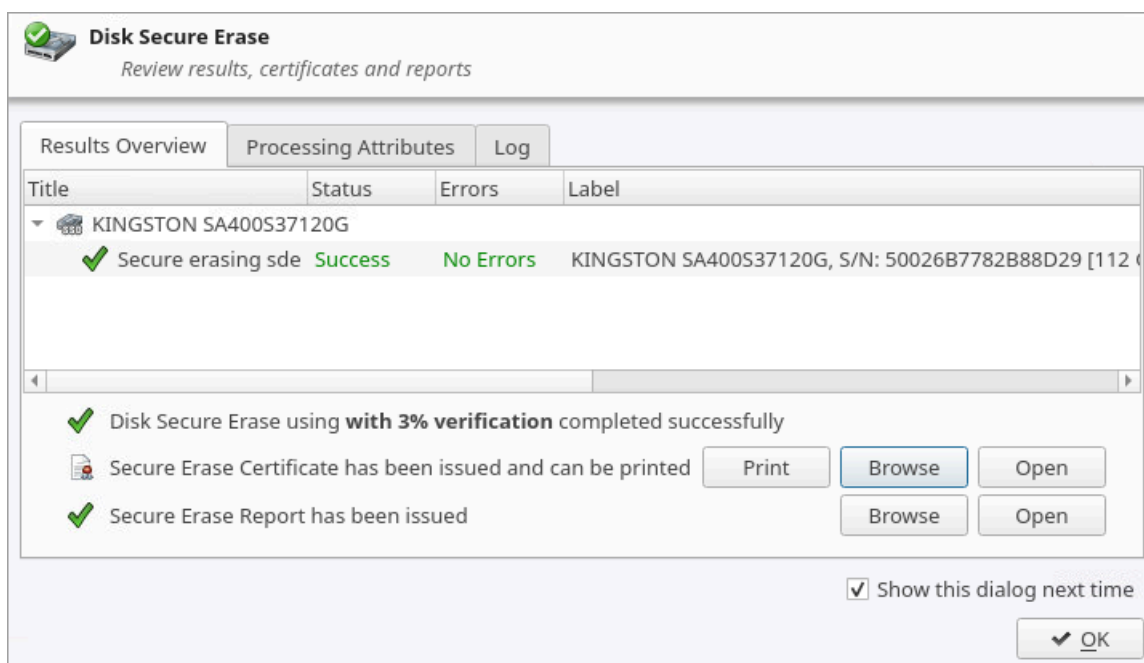 Disk Secure Erase
Review results, certificates and reports
Results Overview Processing Attributes Log
Title Status Errors Label
KINGSTON SA400S37120G
Secure erasing sde Success No Errors KINGSTON SA400S37120G, S/N: 50026B7782B88D29 [112
Disk Secure Erase using with 3% verification completed successfully
Secure Erase Certificate has been issued and can be printed Print Browse Open
Secure Erase Report has been issued Browse Open
Show this dialog next time
OK